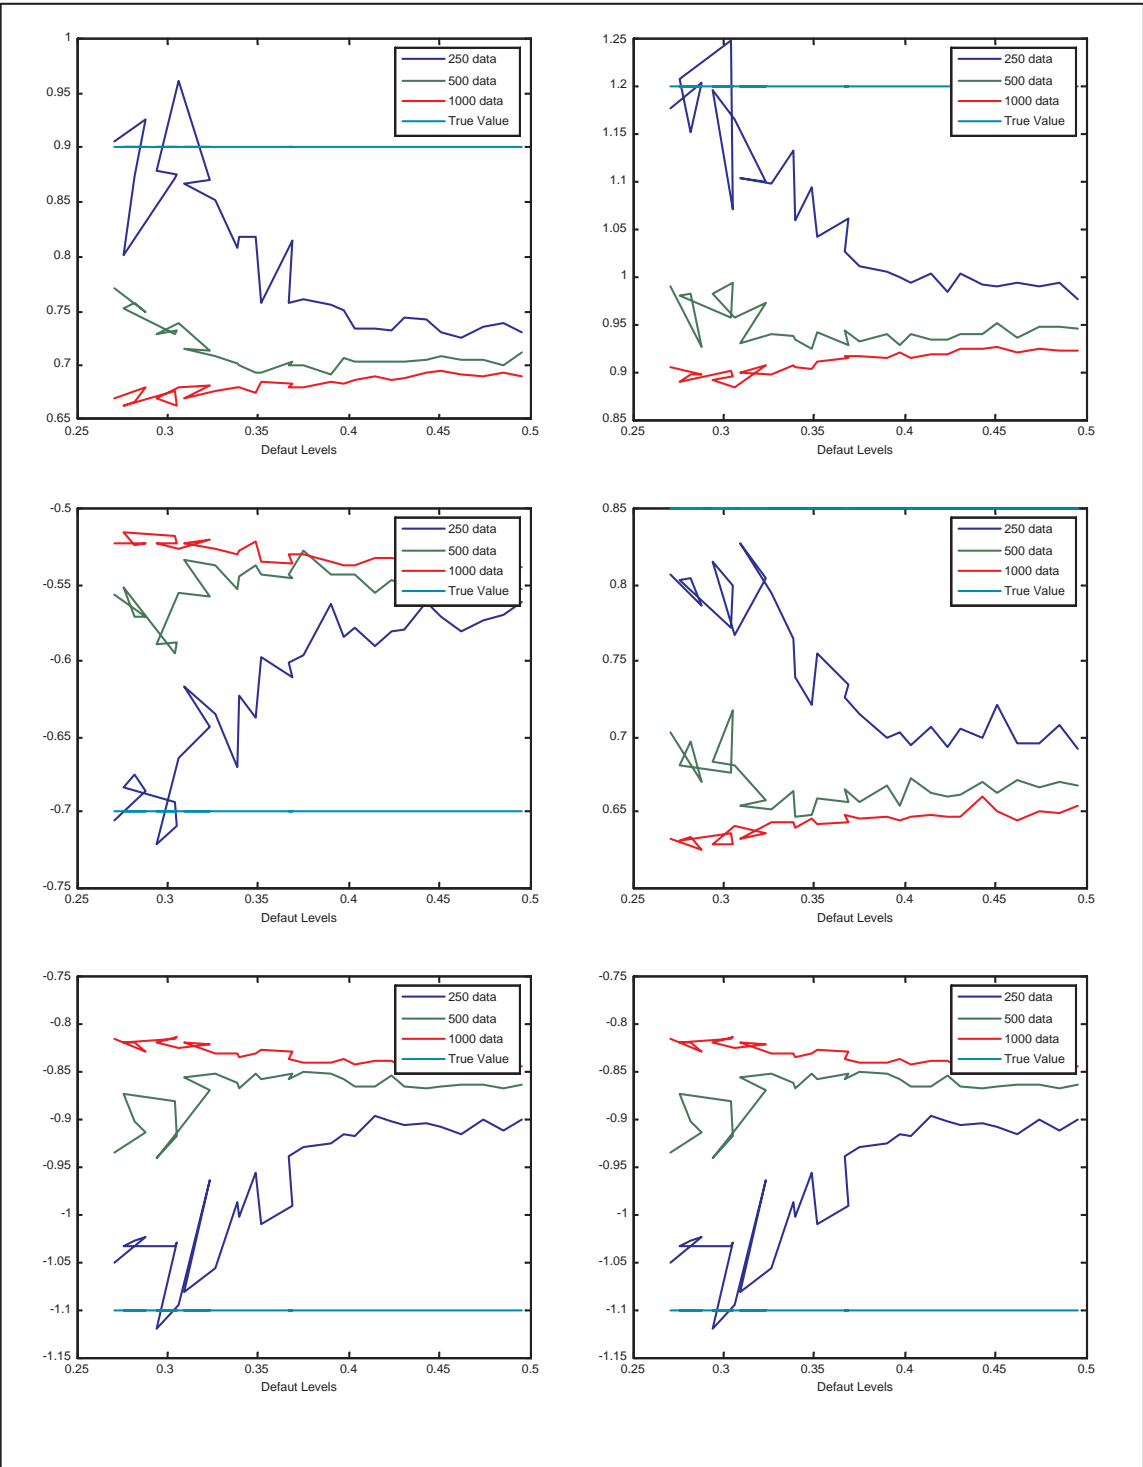 1
0.95
0.9
0.85
0.8
0.75
0.7
0.65
0.25
0.3
0.35
0.4
0.45
0.5
Defaut Levels
250 data
500 data
1000 data
True Value
1.25
1.2
1.15
1.1
1.05
1
0.95
0.9
0.85
0.25
0.3
0.35
0.4
0.45
0.5
Defaut Levels
250 data
500 data
1000 data
True Value
-0.5
-0.55
-0.6
-0.65
-0.7
-0.75
0.25
0.3
0.35
0.4
0.45
0.5
Defaut Levels
250 data
500 data
1000 data
True Value
0.85
0.8
0.75
0.7
0.65
0.25
0.3
0.35
0.4
0.45
0.5
Defaut Levels
250 data
500 data
1000 data
True Value
-0.75
-0.8
-0.85
-0.9
-0.95
-1
-1.05
-1.1
-1.15
0.25
0.3
0.35
0.4
0.45
0.5
Defaut Levels
250 data
500 data
1000 data
True Value
-0.75
-0.8
-0.85
-0.9
-0.95
-1
-1.05
-1.1
-1.15
0.25
0.3
0.35
0.4
0.45
0.5
Defaut Levels
250 data
500 data
1000 data
True Value